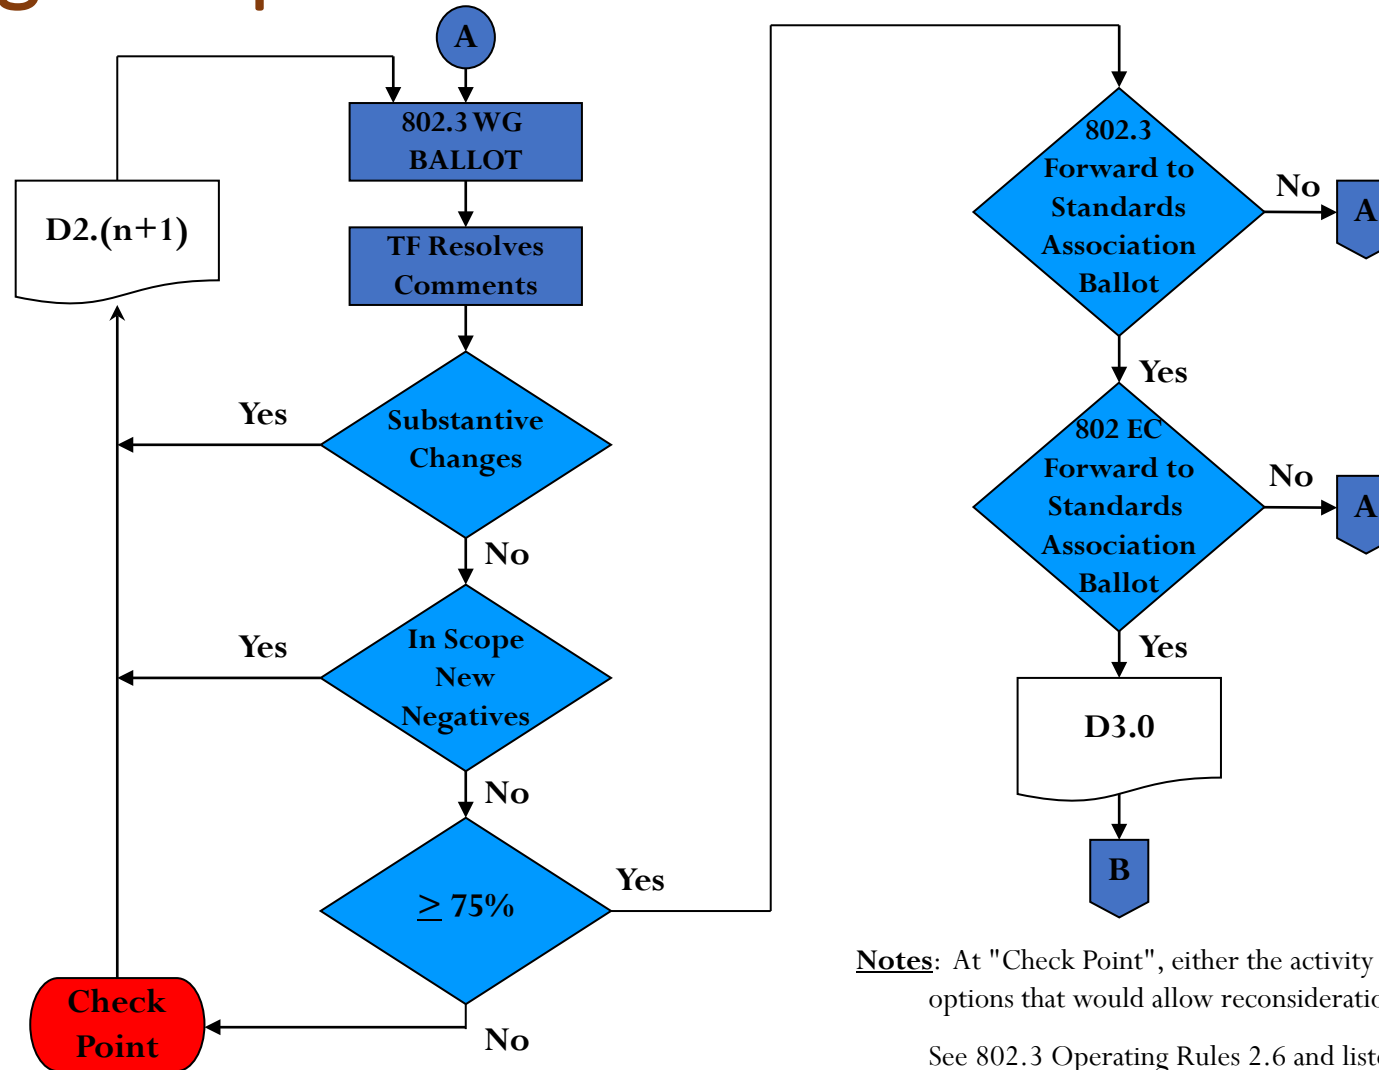 A
802.3 WG
BALLOT
D2.(n+1)
TF Resolves
Comments
Yes
Substantive
Changes
No
Yes
In Scope
New
Negatives
No
≥ 75%
Yes
Check
Point
No
802.3
Forward to
Standards
Association
Ballot
No
A
Yes
802 EC
Forward to
Standards
Association
Ballot
No
A
Yes
D3.0
B
Notes: At "Check Point", either the activity
options that would allow
See 802.3 Operating Rules 2.6 and